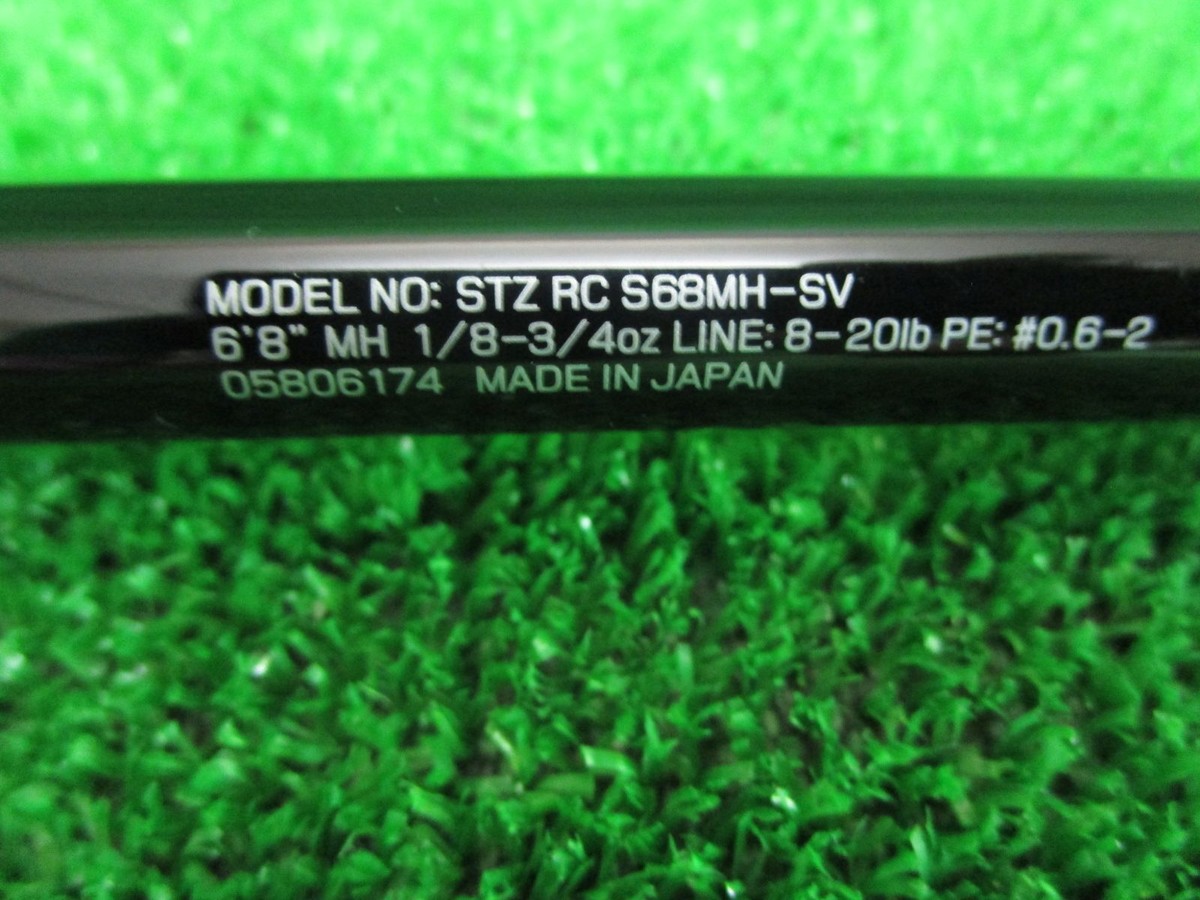 MODEL NO: STZ RC S68MH-SV
6'8" MH 1/8-3/4oz LINE: 8-20lb PE: #0.6-2
05806174 MADE IN JAPAN